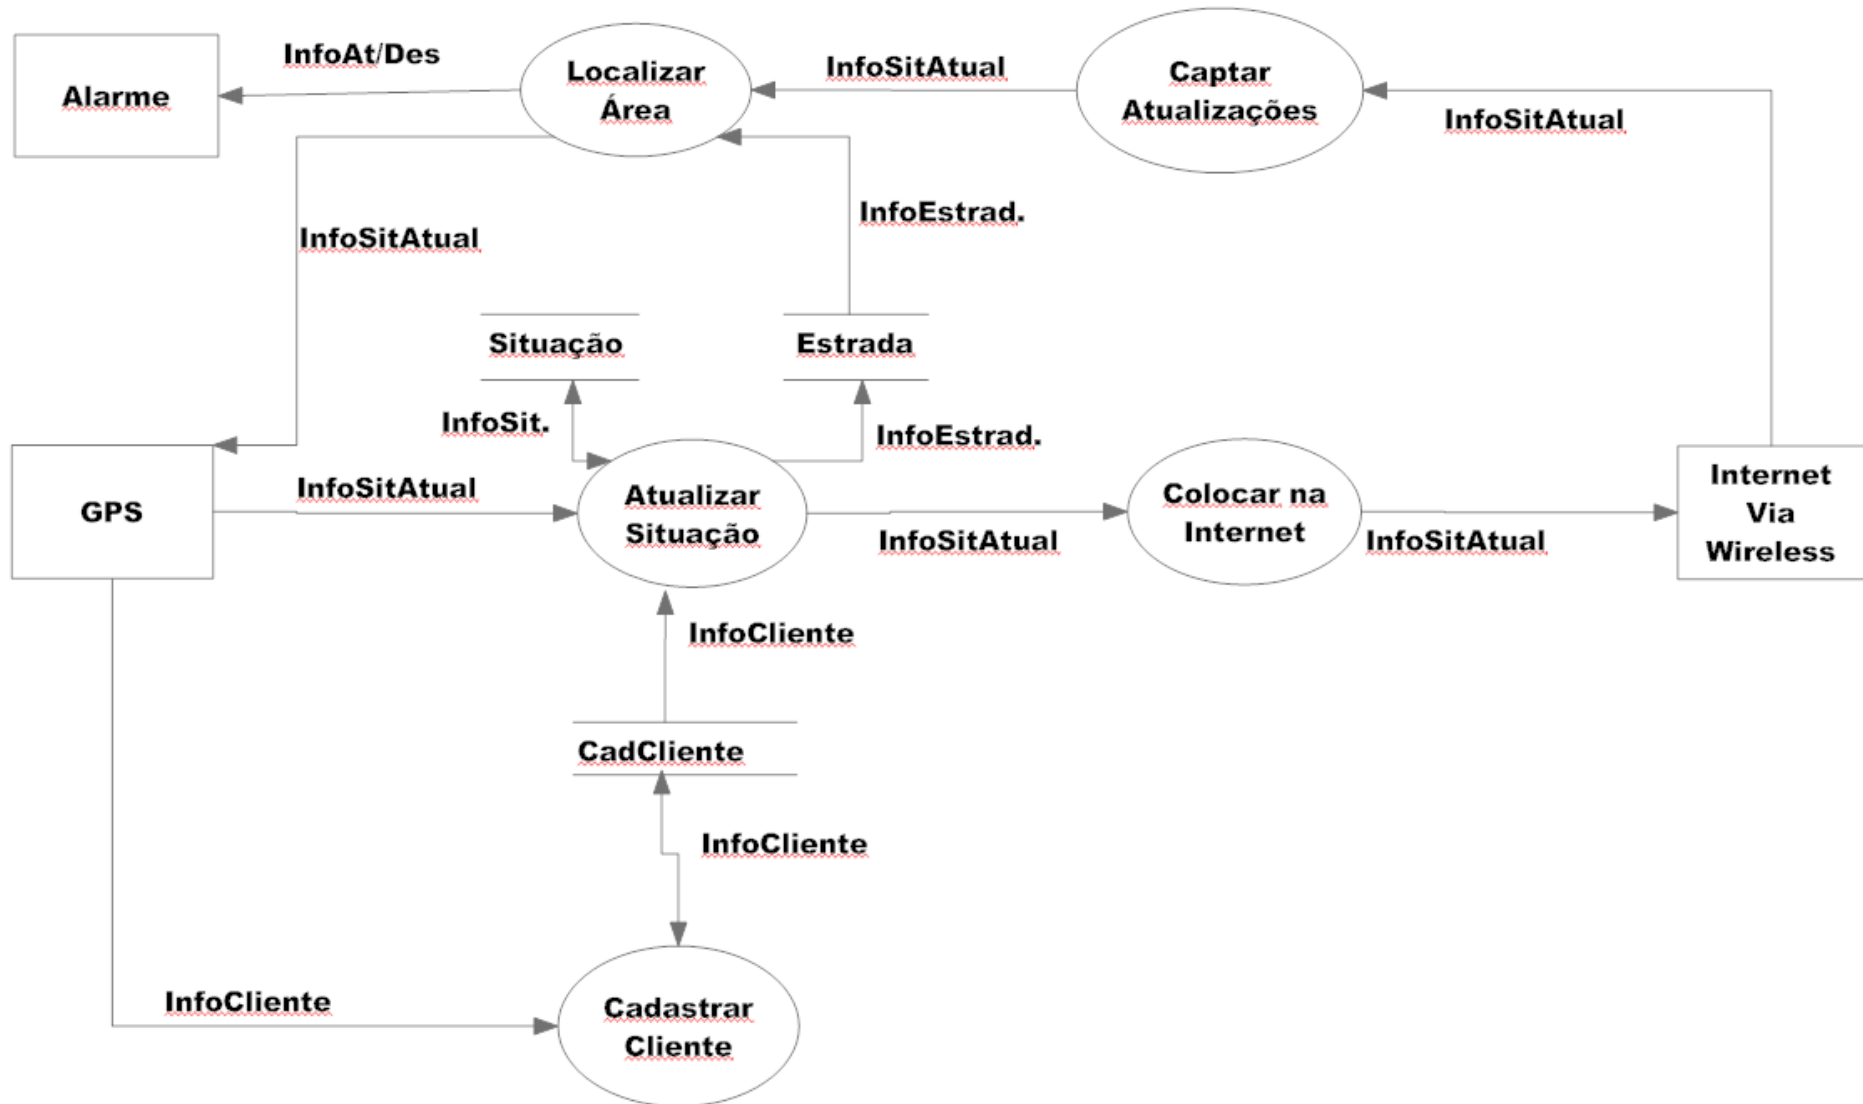 InfoAt/Des
Alarme
Localizar
Área
InfoSitAtual
Captar
Atualizações
InfoSitAtual
InfoEstrad.
InfoSitAtual
Situação
Estrada
InfoSit.
InfoEstrad.
GPS
InfoSitAtual
Atualizar
Situação
InfoSitAtual
Colocar na
Internet
InfoSitAtual
Internet
Via
Wireless
InfoCliente
CadCliente
InfoCliente
InfoCliente
Cadastrar
Cliente